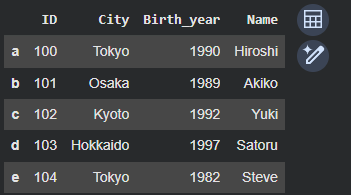 ID City Birth_year Name
a 100 Tokyo 1990 Hiroshi
b 101 Osaka 1989 Akiko
c 102 Kyoto 1992 Yuki
d 103 Hokkaido 1997 Satoru
e 104 Tokyo 1982 Steve